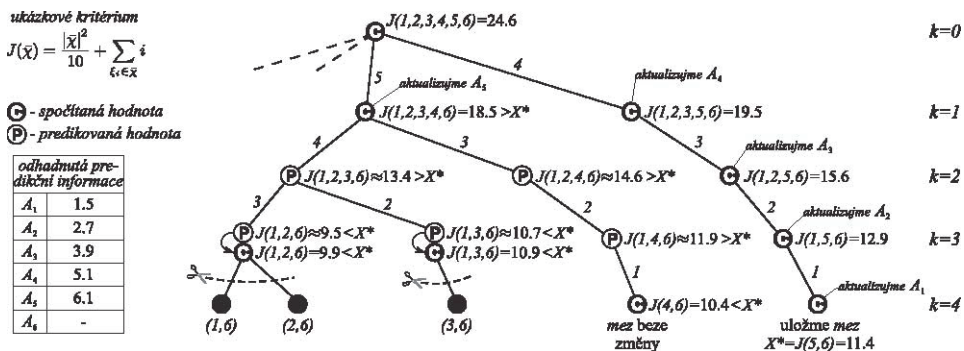 ukázkové kritérium
J(χ̄) = |χ̄|²/10 + ∑ i
ξᵢ∈χ̄
C - spočítaná hodnota
P - predikovaná hodnota
odhadnutá pre-
dikční informace
A₁ 1.5
A₂ 2.7
A₃ 3.9
A₄ 5.1
A₅ 6.1
A₆ -
C J(1,2,3,4,5,6)=24.6 k=0
5 4
aktualizujme A₅ aktualizujme A₄
C J(1,2,3,4,6)=18.5 >X* C J(1,2,3,5,6)=19.5 k=1
4 3 3
aktualizujme A₃
P J(1,2,3,6)≈13.4 >X* P J(1,2,4,6)≈14.6 >X* C J(1,2,5,6)=15.6 k=2
3 2 2 2
aktualizujme A₂
P J(1,2,6)≈9.5 <X* P J(1,3,6)≈10.7 <X* P J(1,4,6)≈11.9 >X* C J(1,5,6)=12.9 k=3
C J(1,2,6)=9.9 <X* C J(1,3,6)=10.9 <X*
1 1
aktualizujme A₁
C J(4,6)=10.4 <X* C k=4
(1,6) (2,6) (3,6)
mez beze
změny
uložme mez
X*=J(5,6)=11.4